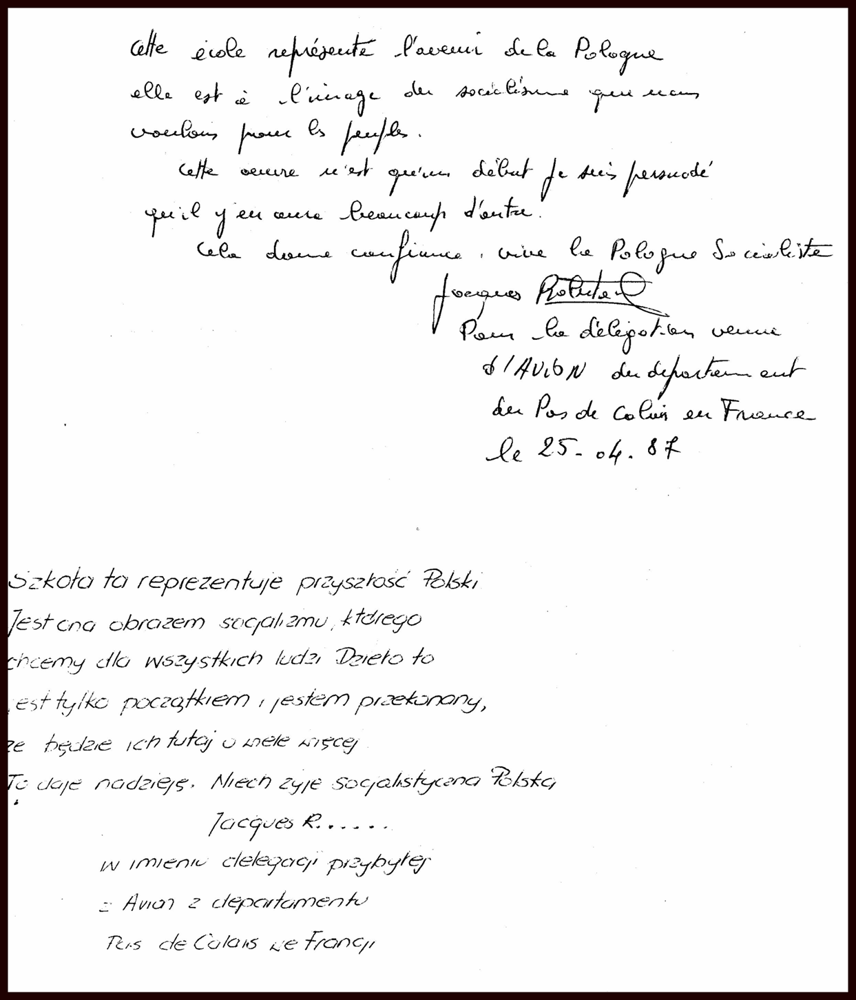 Cette école représente l'avenir de la Pologne
elle est à l'image du socialisme que nous
voulons pour les peuples.
Cette oeuvre n'est qu'un début je suis persuadé
qu'il y en aura beaucoup d'autre.
Cela donne confiance. vive la Pologne Socialiste
Jacques
Pour la délégation venue
d'AVION du departement
du Pas de Calais en France
le 25-04.87
Szkoła ta reprezentuje przyszłość Polski
Jest ona obrazem socjalizmu, którego
chcemy dla wszystkich ludzi Dzieło to
jest tylko początkiem i jestem przekonany,
że będzie ich tutaj o wiele więcej
To daje nadzieję. Niech żyje socjalistyczna Polska
Jacques R......
w imieniu delegacji przybyłej
z Avion z departamentu
Pas de Calais we Francji